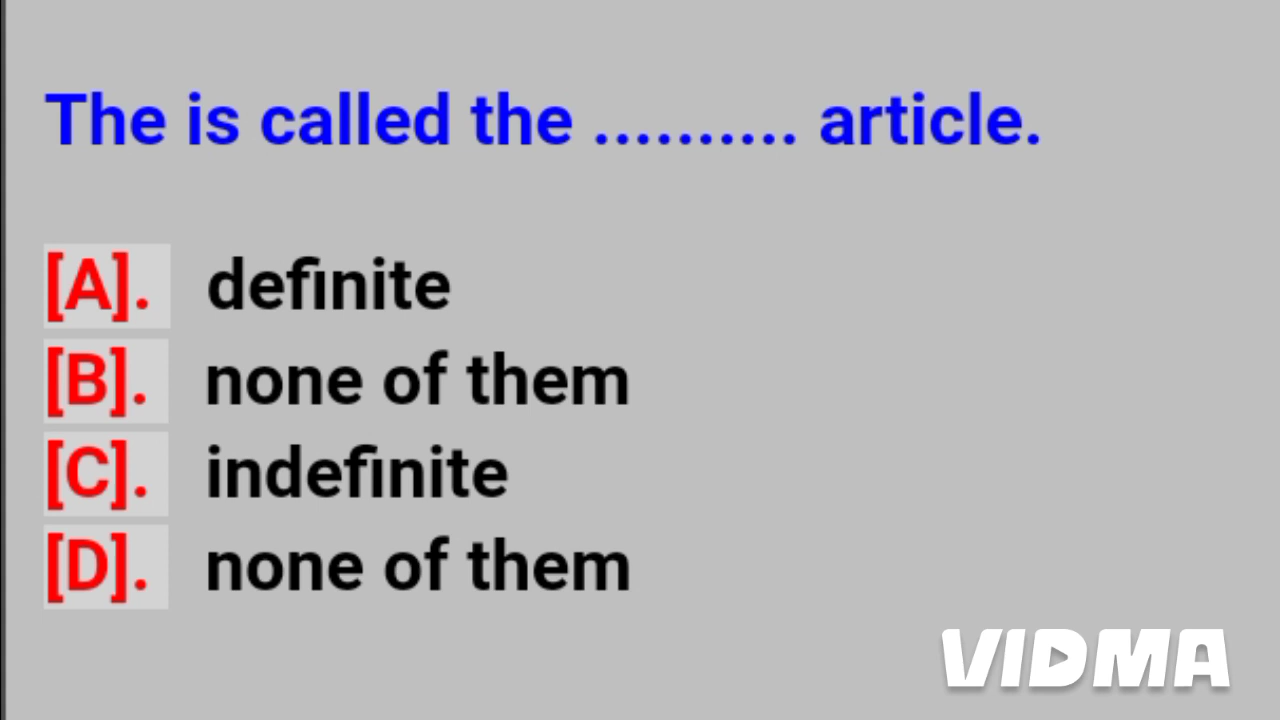 The is called the .......... article.
[A]. definite
[B]. none of them
[C]. indefinite
[D]. none of them
VIDMA